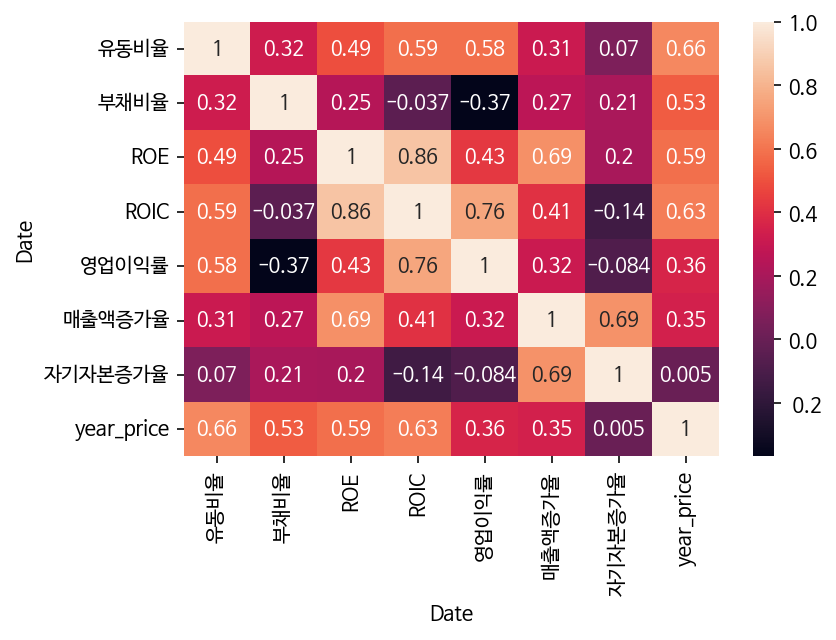 유동비율 1 0.32 0.49 0.59 0.58 0.31 0.07 0.66
부채비율 0.32 1 0.25 −0.037 −0.37 0.27 0.21 0.53
ROE 0.49 0.25 1 0.86 0.43 0.69 0.2 0.59
ROIC 0.59 −0.037 0.86 1 0.76 0.41 −0.14 0.63
영업이익률 0.58 −0.37 0.43 0.76 1 0.32 −0.084 0.36
매출액증가율 0.31 0.27 0.69 0.41 0.32 1 0.69 0.35
자기자본증가율 0.07 0.21 0.2 −0.14 −0.084 0.69 1 0.005
year_price 0.66 0.53 0.59 0.63 0.36 0.35 0.005 1
Date
유동비율 부채비율 ROE ROIC 영업이익률 매출액증가율 자기자본증가율 year_price
Date
1.0
0.8
0.6
0.4
0.2
0.0
0.2